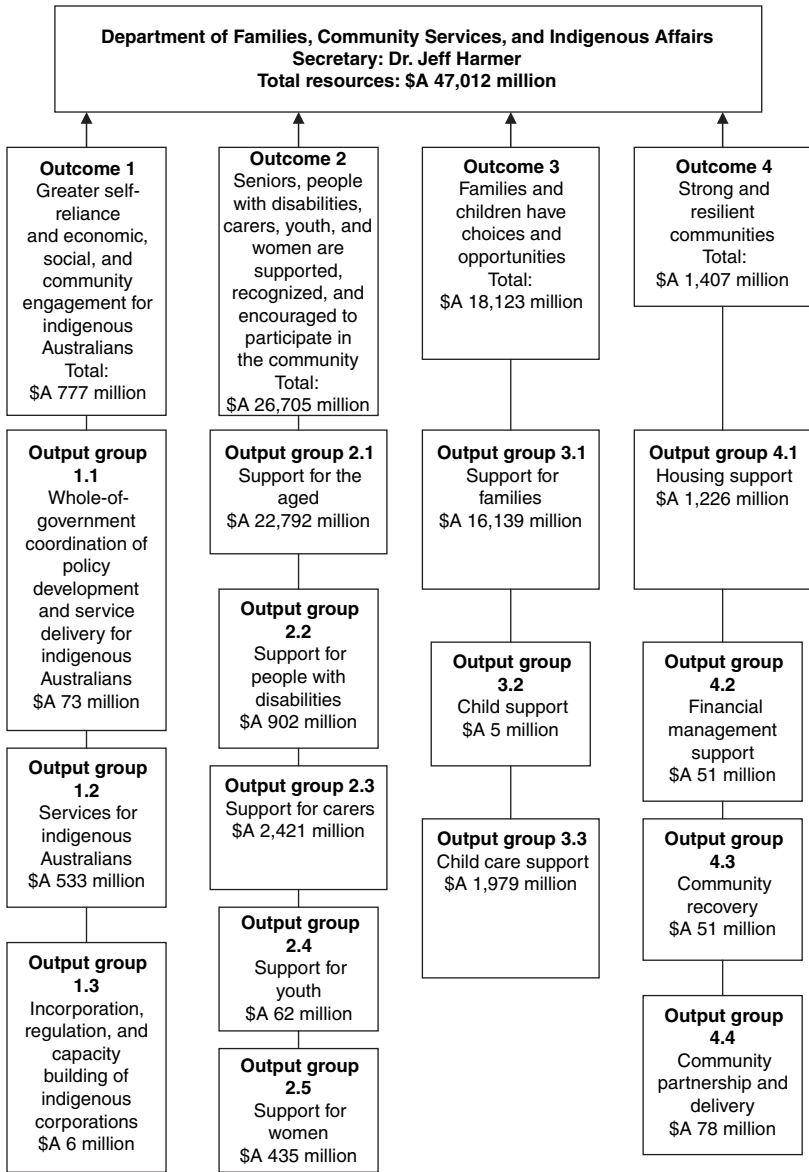 Department of Families, Community Services, and Indigenous Affairs
Secretary: Dr. Jeff Harmer
Total resources: $A 47,012 million
Outcome 1
Greater self-
reliance
and economic,
social, and
community
engagement for
indigenous
Australians
Total:
$A 777 million
Output group
1.1
Whole-of-
government
coordination of
policy
development
and service
delivery for
indigenous
Australians
$A 73 million
Output group
1.2
Services for
indigenous
Australians
$A 533 million
Output group
1.3
Incorporation,
regulation, and
capacity
building of
indigenous
corporations
$A 6 million
Outcome 2
Seniors, people
with disabilities,
carers, youth, and
women are
supported,
recognized, and
encouraged to
participate in
the community
Total:
$A 26,705 million
Output group 2.1
Support for the
aged
$A 22,792 million
Output group
2.2
Support for
people with
disabilities
$A 902 million
Output group 2.3
Support for carers
$A 2,421 million
Output group
2.4
Support for
youth
$A 62 million
Output group
2.5
Support for
women
$A 435 million
Outcome 3
Families and
children have
choices and
opportunities
Total:
$A 18,123 million
Output group 3.1
Support for
families
$A 16,139 million
Output group
3.2
Child support
$A 5 million
Output group 3.3
Child care support
$A 1,979 million
Outcome 4
Strong and
resilient
communities
Total:
$A 1,407 million
Output group 4.1
Housing support
$A 1,226 million
Output group
4.2
Financial
management
support
$A 51 million
Output group
4.3
Community
recovery
$A 51 million
Output group
4.4
Community
partnership and
delivery
$A 78 million